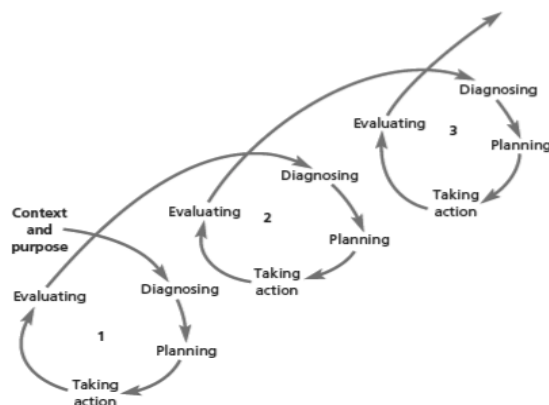 Context
and
purpose
Diagnosing
Planning
Taking
action
Evaluating
1
Diagnosing
Planning
Taking
action
Evaluating
2
Diagnosing
Planning
Taking
action
Evaluating
3